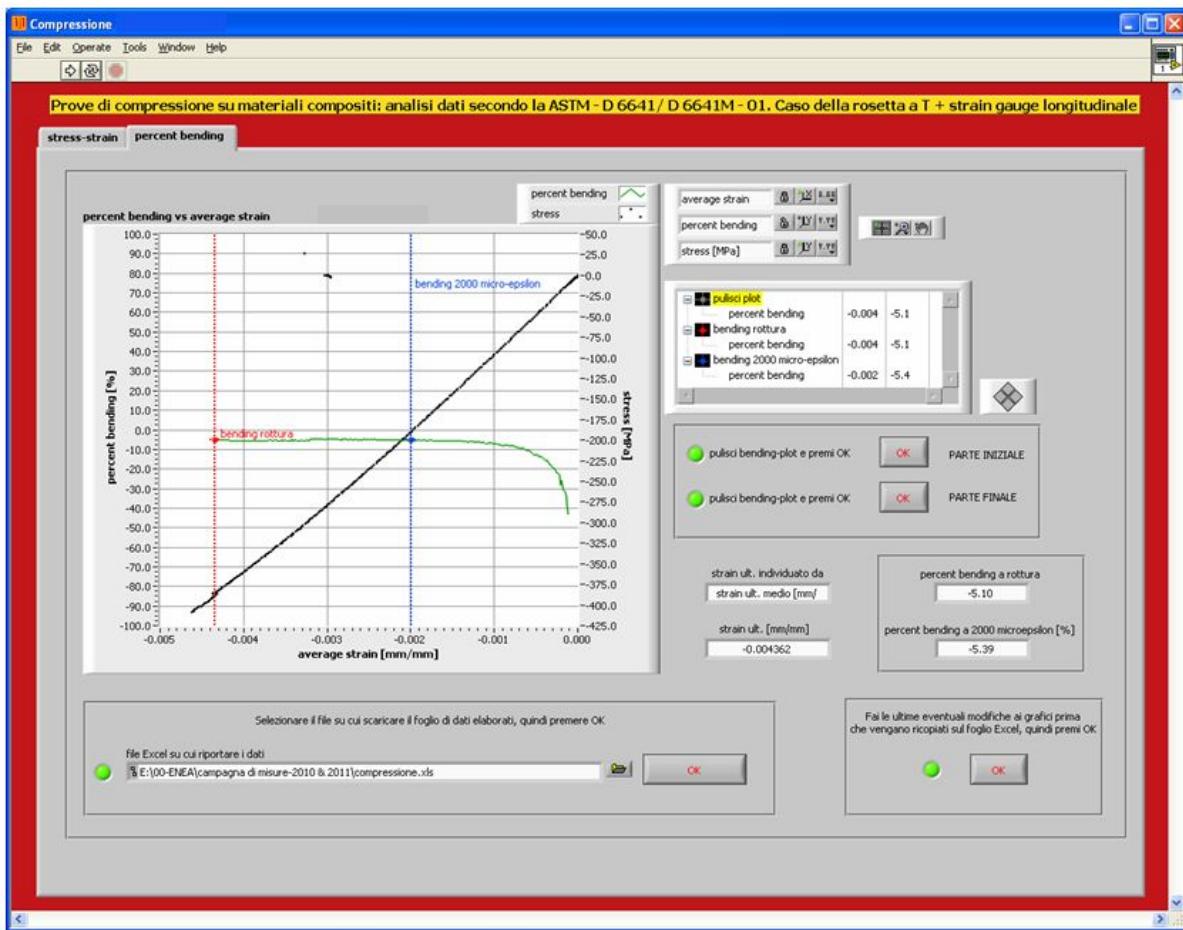 Compressione
File Edit Operate Tools Window Help
1
Prove di compressione su materiali compositi: analisi dati secondo la ASTM - D 6641/ D 6641M - 01. Caso della rosetta a T + strain gauge longitudinale
stress-strain percent bending
percent bending
stress
percent bending vs average strain
average strain
percent bending
stress [MPa]
100.0
90.0
80.0
70.0
60.0
50.0
40.0
30.0
20.0
10.0
0.0
-10.0
-20.0
-30.0
-40.0
-50.0
-60.0
-70.0
-80.0
-90.0
-100.0
percent bending [%]
bending 2000 micro-epsilon
bending rottura
-50.0
-25.0
-0.0
-25.0
-50.0
-75.0
-100.0
-125.0
-150.0
-175.0
-200.0
-225.0
-250.0
-275.0
-300.0
-325.0
-350.0
-375.0
-400.0
-425.0
stress [MPa]
-0.005 -0.004 -0.003 -0.002 -0.001 0.000
average strain [mm/mm]
pulisci plot
percent bending -0.004 -5.1
bending rottura
percent bending -0.004 -5.1
bending 2000 micro-epsilon
percent bending -0.002 -5.4
pulisci bending-plot e premi OK OK PARTE INIZIALE
pulisci bending-plot e premi OK OK PARTE FINALE
strain ult. individuato da
strain ult. medio [mm/
strain ult. [mm/mm]
-0.004362
percent bending a rottura
-5.10
percent bending a 2000 microepsilon [%]
-5.39
Selezionare il file su cui scaricare il foglio di dati elaborati, quindi premere OK
file Excel su cui riportare i dati
E:\00-ENEA\campagna di misure-2010 & 2011\compressione.xls
OK
Fai le ultime eventuali modifiche ai grafici prima
che vengano ricopiati sul foglio Excel, quindi premi OK
OK